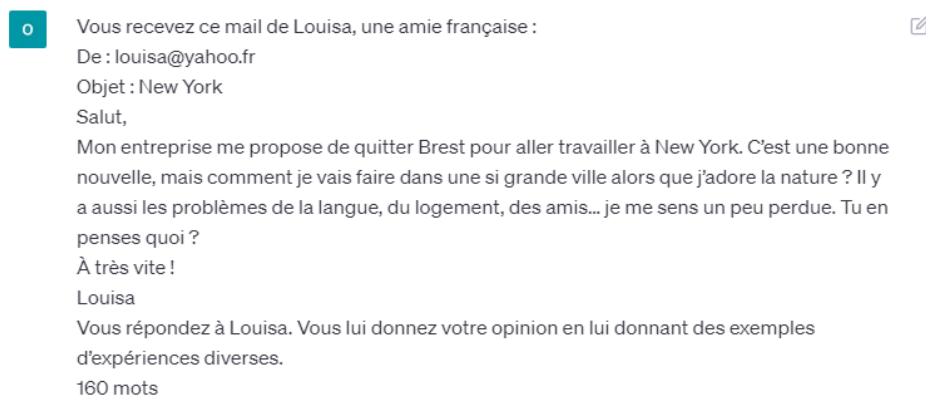 O
Vous recevez ce mail de Louisa, une amie française :
De : louisa@yahoo.fr
Objet : New York
Salut,
Mon entreprise me propose de quitter Brest pour aller travailler à New York. C’est une bonne
nouvelle, mais comment je vais faire dans une si grande ville alors que j’adore la nature ? Il y
a aussi les problèmes de la langue, du logement, des amis… je me sens un peu perdue. Tu en
penses quoi ?
À très vite !
Louisa
Vous répondez à Louisa. Vous lui donnez votre opinion en lui donnant des exemples
d’expériences diverses.
160 mots